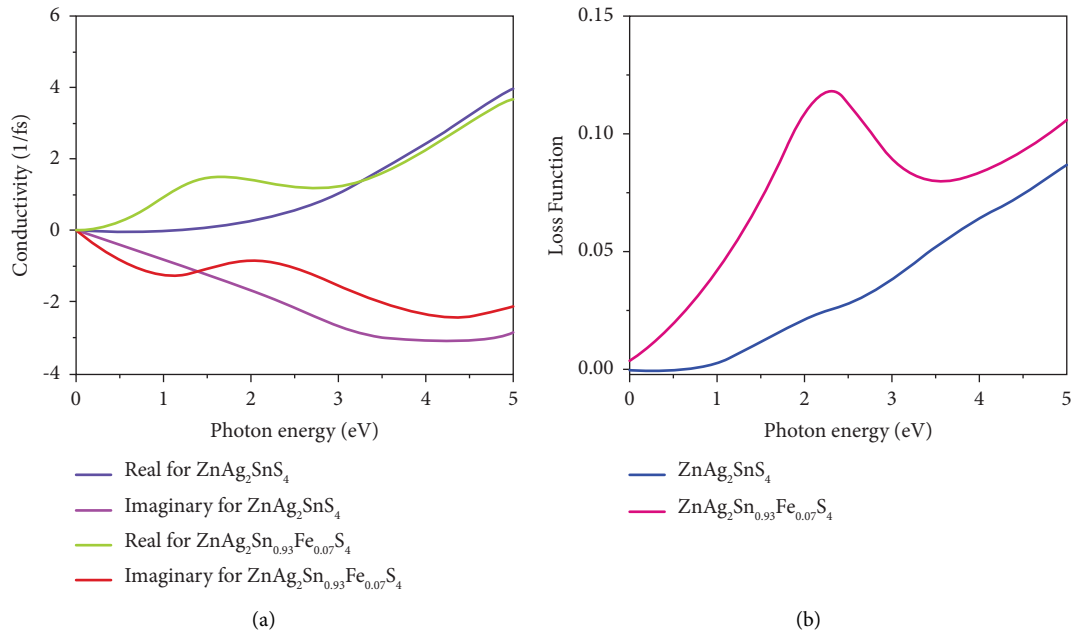 6
4
2
0
-2
-4
Conductivity (1/fs)
0 1 2 3 4 5
Photon energy (eV)
Real for ZnAg₂SnS₄
Imaginary for ZnAg₂SnS₄
Real for ZnAg₂Sn₀.₉₃Fe₀.₀₇S₄
Imaginary for ZnAg₂Sn₀.₉₃Fe₀.₀₇S₄
(a)
0.15
0.10
0.05
0.00
Loss Function
0 1 2 3 4 5
Photon energy (eV)
ZnAg₂SnS₄
ZnAg₂Sn₀.₉₃Fe₀.₀₇S₄
(b)